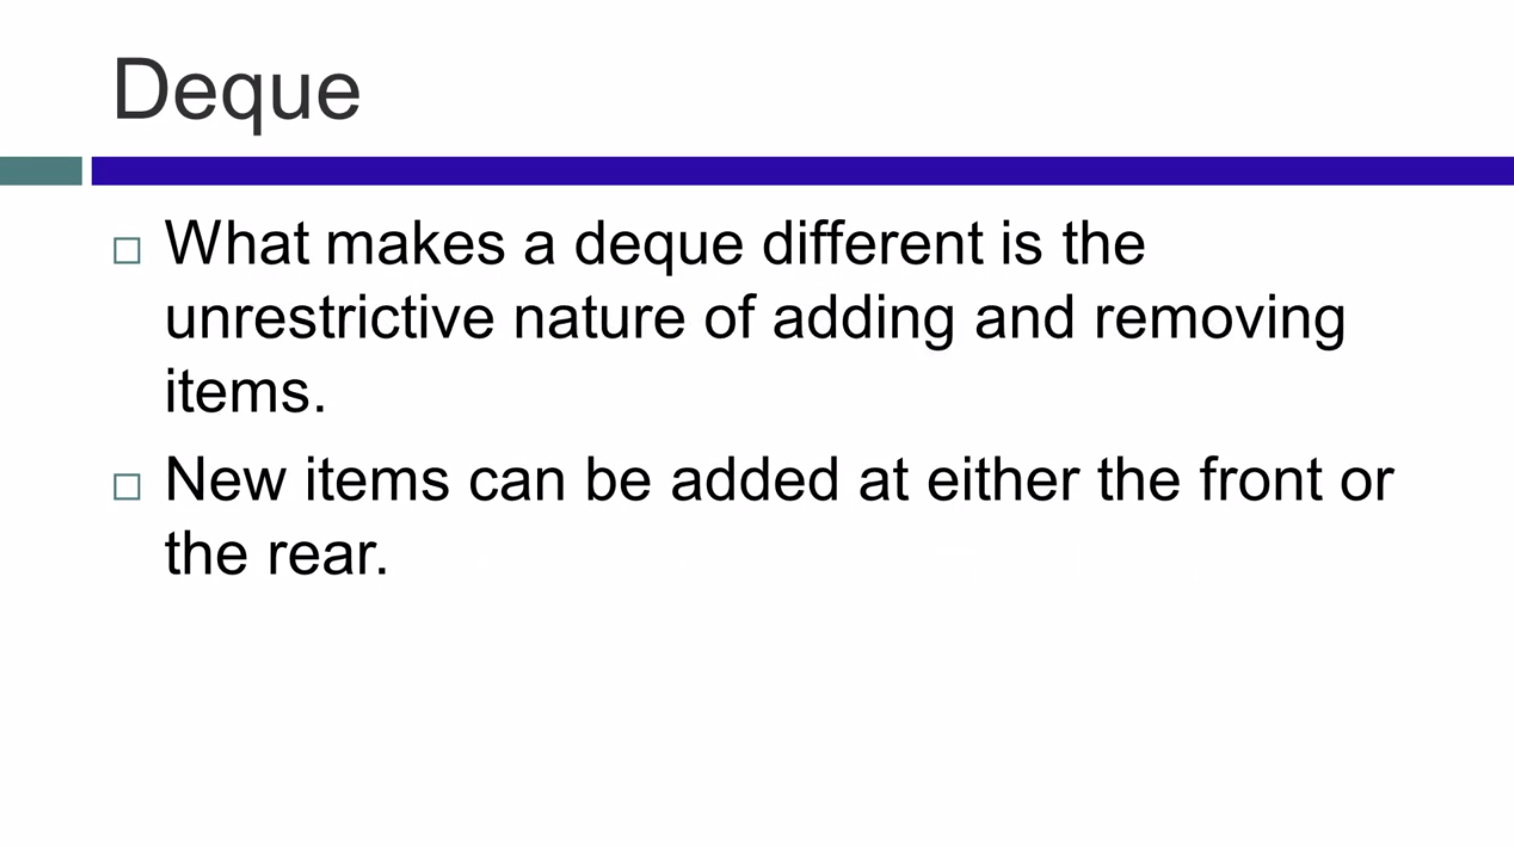 Deque
What makes a deque different is the
unrestrictive nature of adding and removing
items.
New items can be added at either the front or
the rear.